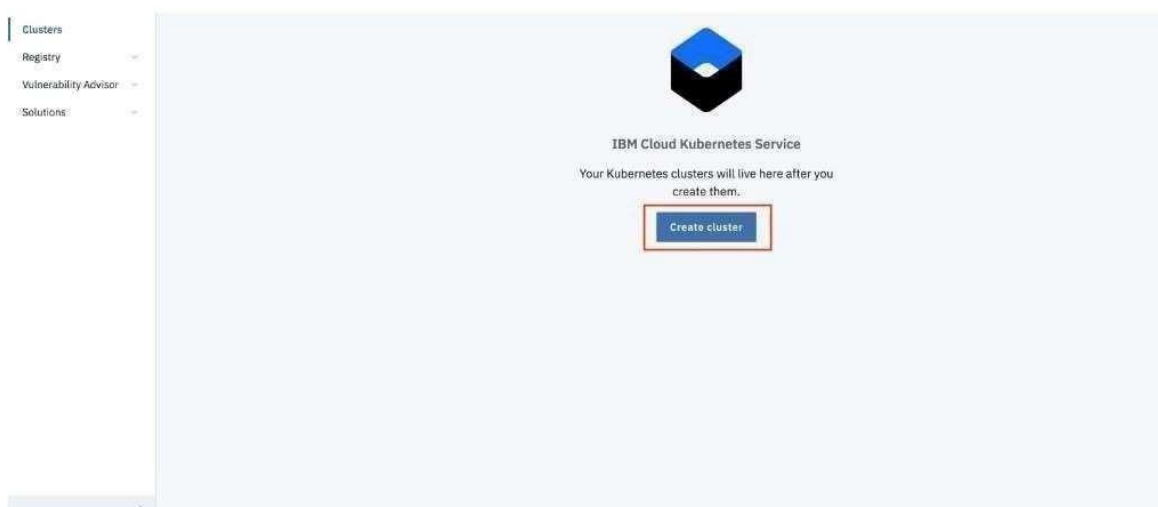 Clusters
Registry
Vulnerability Advisor
Solutions
IBM Cloud Kubernetes Service
Your Kubernetes clusters will live here after you
create them.
Create cluster